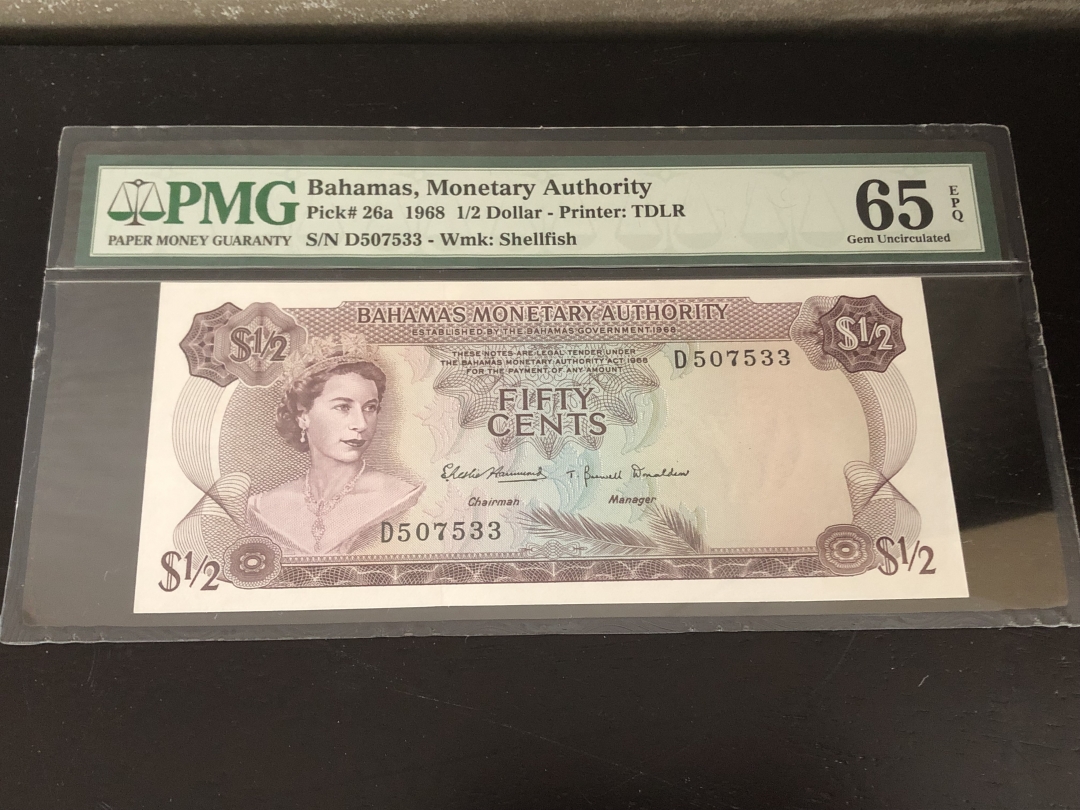 PMG
PAPER MONEY GUARANTY
Bahamas, Monetary Authority
Pick# 26a 1968 1/2 Dollar - Printer: TDLR
S/N D507533 - Wmk: Shellfish
65
EPQ
Gem Uncirculated
$1/2
BAHAMAS MONETARY AUTHORITY
$1/2
ESTABLISHED BY THE BAHAMAS GOVERNMENT 1968
THESE NOTES ARE LEGAL TENDER UNDER
THE BAHAMAS MONETARY AUTHORITY ACT 1968
FOR THE PAYMENT OF ANY AMOUNT
D507533
FIFTY
CENTS
T. Donaldson
Chairman Manager
D507533
$1/2
$1/2